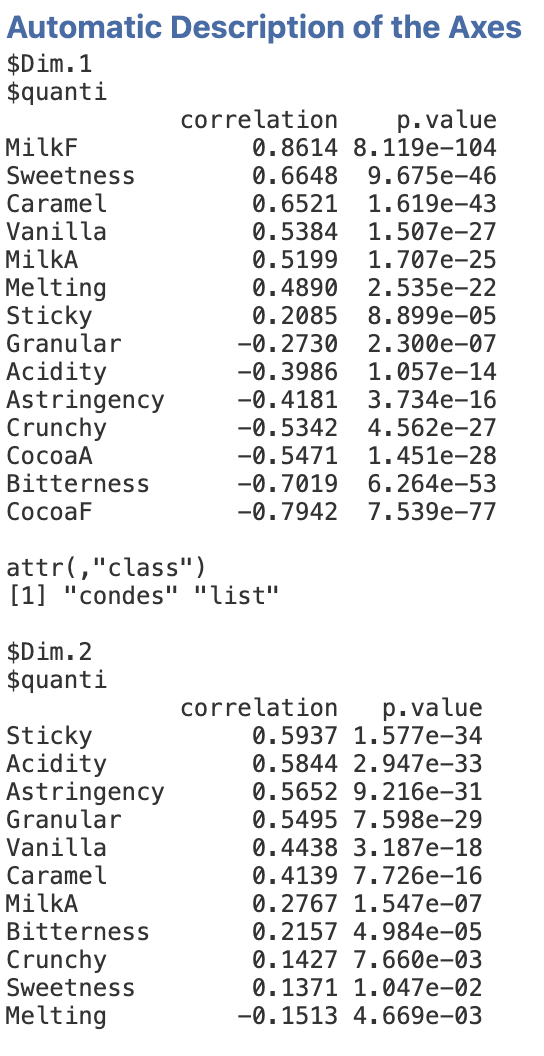 Automatic Description of the Axes
$Dim.1
$quanti
correlation p.value
MilkF 0.8614 8.119e-104
Sweetness 0.6648 9.675e-46
Caramel 0.6521 1.619e-43
Vanilla 0.5384 1.507e-27
MilkA 0.5199 1.707e-25
Melting 0.4890 2.535e-22
Sticky 0.2085 8.899e-05
Granular -0.2730 2.300e-07
Acidity -0.3986 1.057e-14
Astringency -0.4181 3.734e-16
Crunchy -0.5342 4.562e-27
CocoaA -0.5471 1.451e-28
Bitterness -0.7019 6.264e-53
CocoaF -0.7942 7.539e-77
attr(,"class")
[1] "condes" "list"
$Dim.2
$quanti
correlation p.value
Sticky 0.5937 1.577e-34
Acidity 0.5844 2.947e-33
Astringency 0.5652 9.216e-31
Granular 0.5495 7.598e-29
Vanilla 0.4438 3.187e-18
Caramel 0.4139 7.726e-16
MilkA 0.2767 1.547e-07
Bitterness 0.2157 4.984e-05
Crunchy 0.1427 7.660e-03
Sweetness 0.1371 1.047e-02
Melting -0.1513 4.669e-03